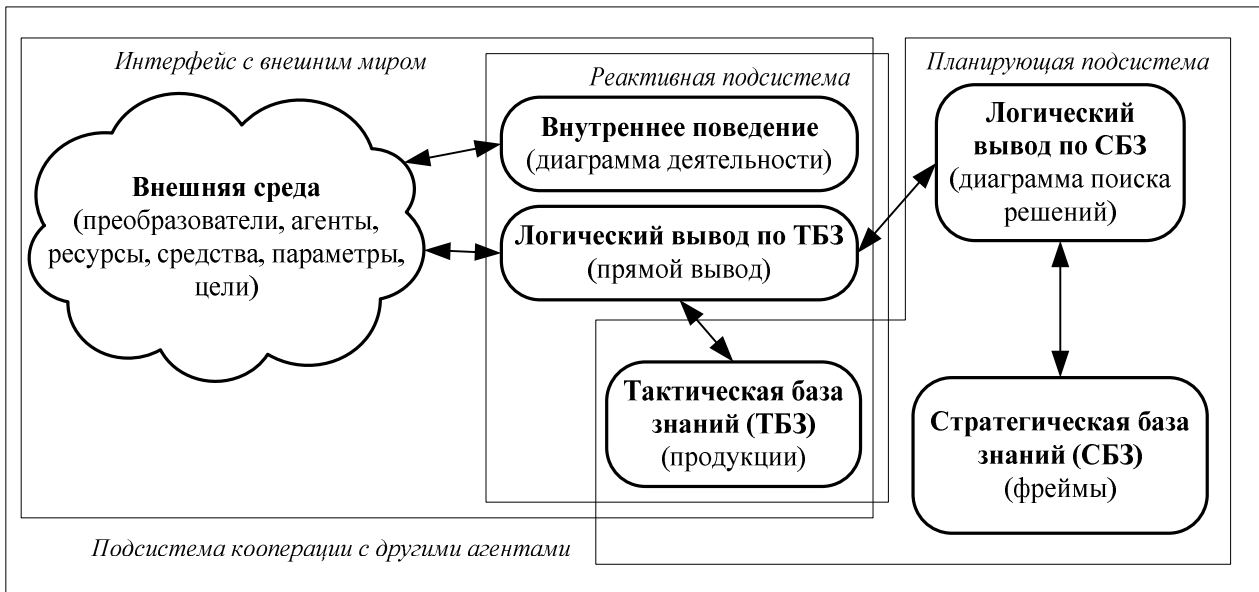 Интерфейс с внешним миром
Реактивная подсистема
Планирующая подсистема
Внешняя среда
(преобразователи, агенты,
ресурсы, средства, параметры,
цели)
Внутреннее поведение
(диаграмма деятельности)
Логический вывод по ТБЗ
(прямой вывод)
Тактическая база
знаний (ТБЗ)
(продукции)
Логический
вывод по СБЗ
(диаграмма поиска
решений)
Стратегическая база
знаний (СБЗ)
(фреймы)
Подсистема кооперации с другими агентами